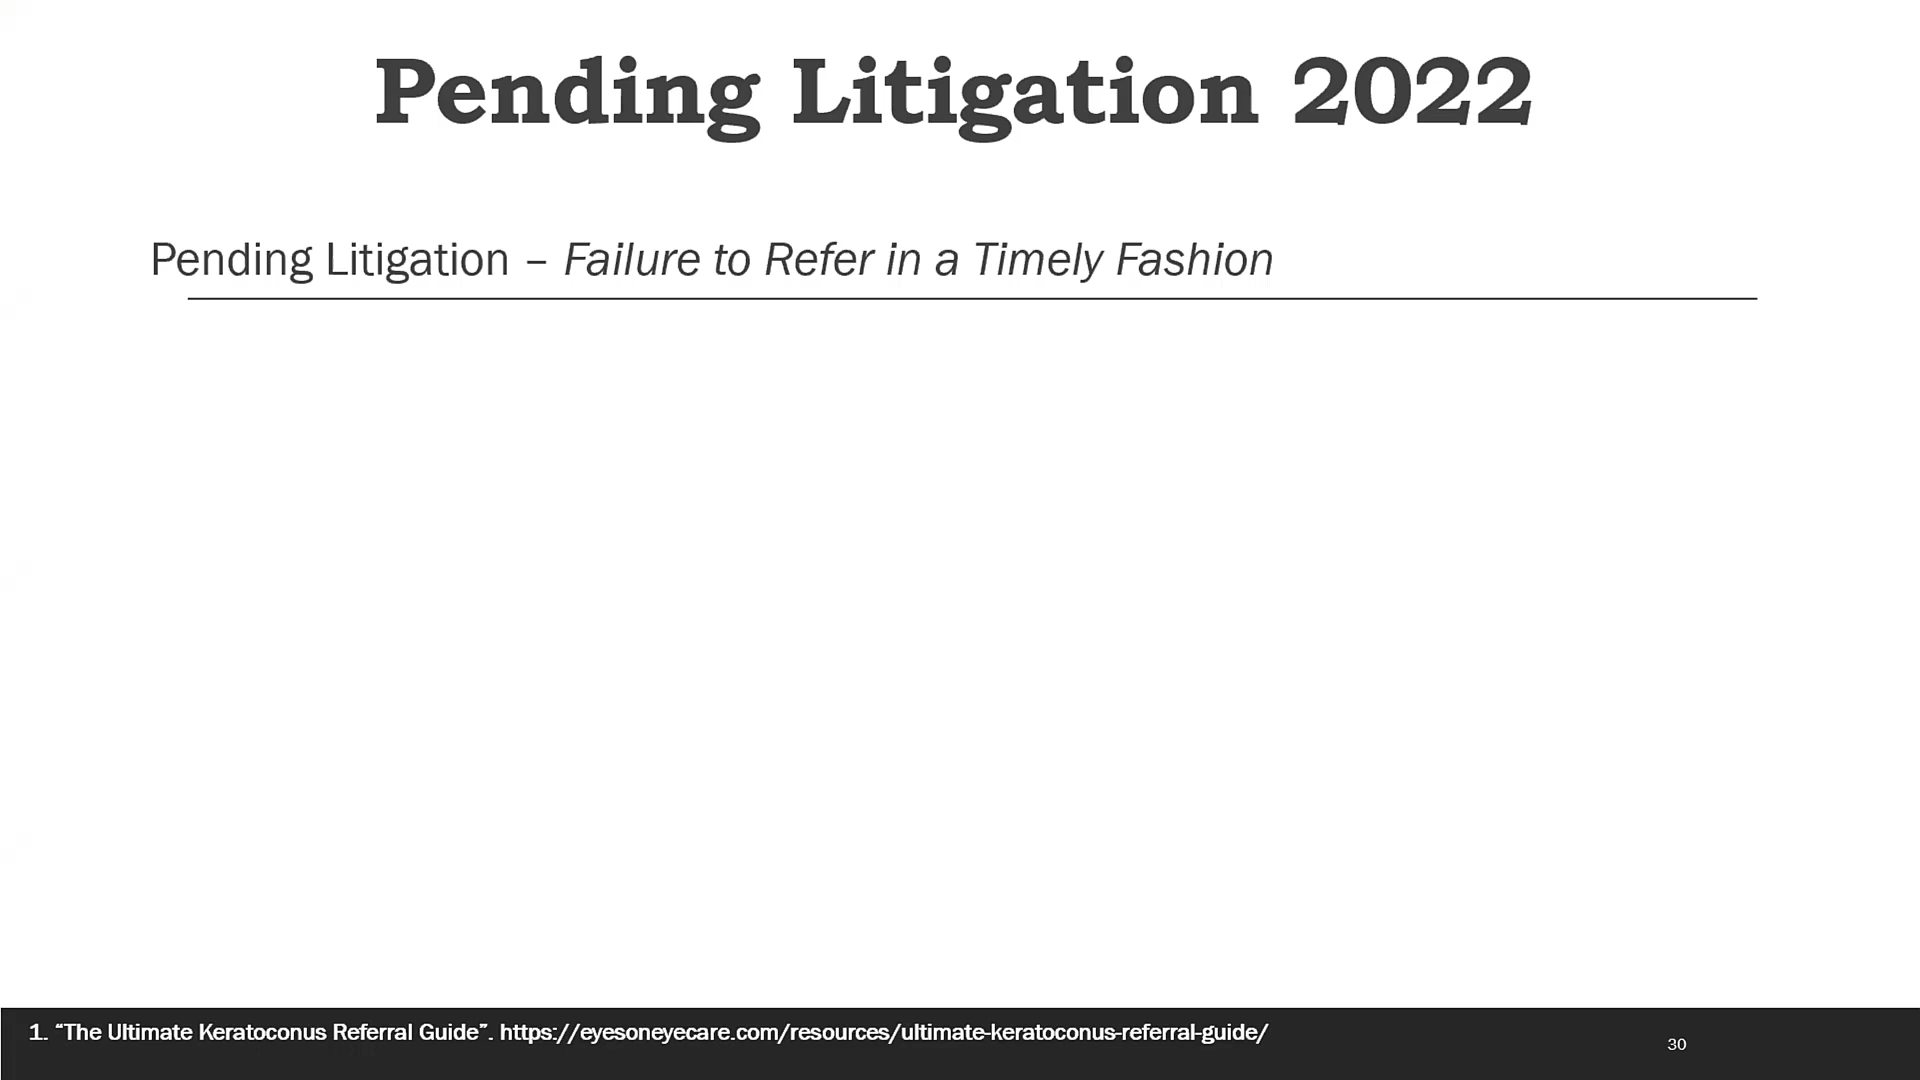 Pending Litigation 2022
Pending Litigation – Failure to Refer in a Timely Fashion
1. “The Ultimate Keratoconus Referral Guide”. https://eyesoneyecare.com/resources/ultimate-keratoconus-referral-guide/
30